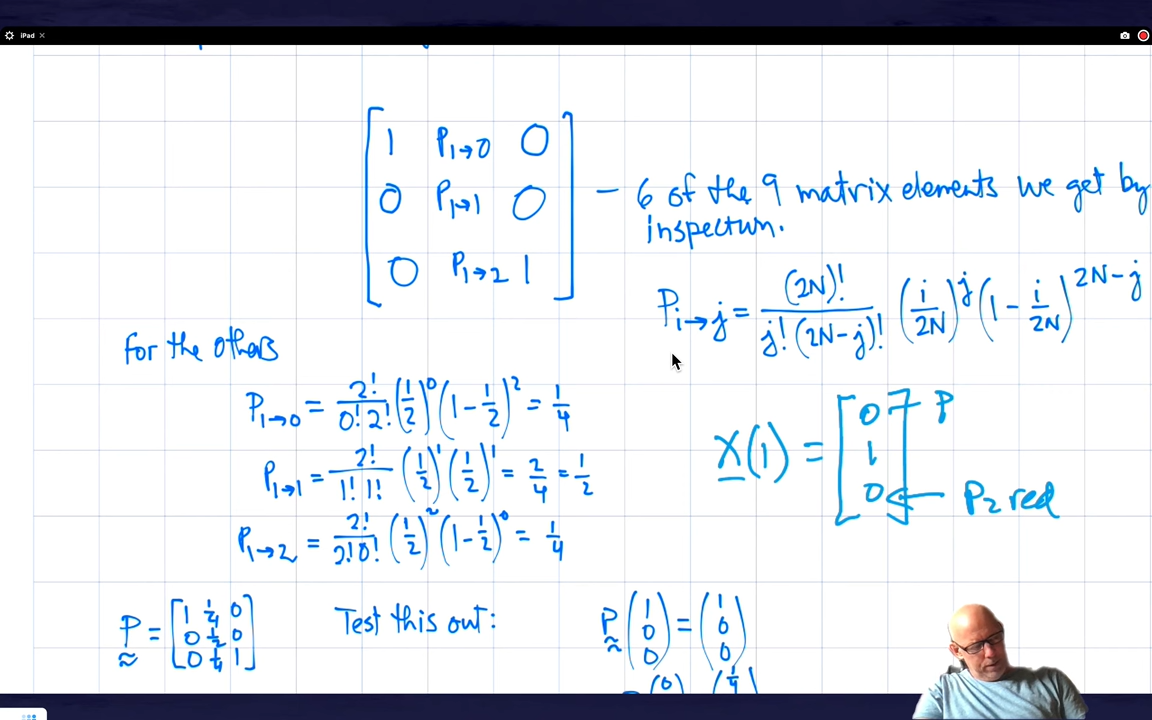 iPad ×
[1 P1→0 0]
[0 P1→1 0]
[0 P1→2 1]
— 6 of the 9 matrix elements we get by
inspectun.
Pi→j = (2N)! / j! (2N-j)! (i/2N)^j (1 - i/2N)^2N-j
for the others
P1→0 = 2!/0!2! (1/2)^0 (1 - 1/2)^2 = 1/4
P1→1 = 2!/1!1! (1/2)^1 (1/2)^1 = 2/4 = 1/2
P1→2 = 2!/2!0! (1/2)^2 (1 - 1/2)^0 = 1/4
X(1) = [0 1 0]
P
P2 red
P = [1 1/4 0]
[0 1/2 0]
[0 1/4 1]
Test this out:
P (1 0 0) = (1 0 0)